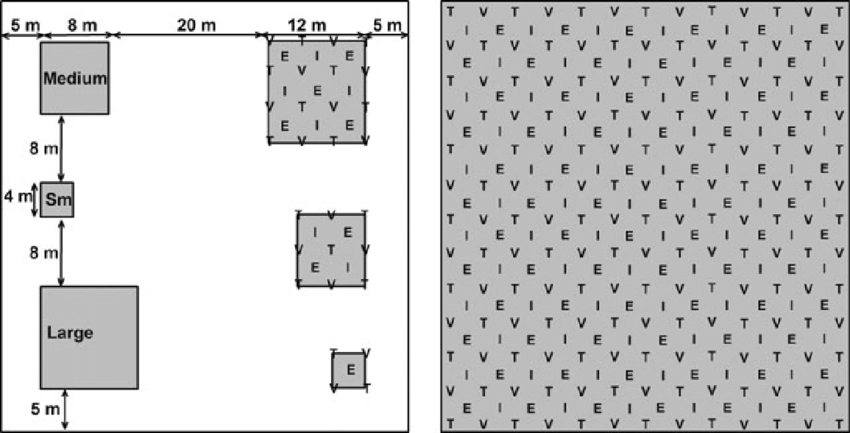 5 m 8 m 20 m 12 m 5 m
Medium
8 m
4 m Sm
8 m
Large
5 m
V T V T
E I E
T V T V
I E I
V T V T
E I E
T V T V
T V T
I E
V T V
E I
T V T
T V
E
V T
T V T V T V T V T V T V T
I E I E I E I E I E I E
V T V T V T V T V T V T V
E I E I E I E I E I E I
T V T V T V T V T V T V T
I E I E I E I E I E I E
V T V T V T V T V T V T V
E I E I E I E I E I E I
T V T V T V T V T V T V T
I E I E I E I E I E I E
V T V T V T V T V T V T V
E I E I E I E I E I E I
T V T V T V T V T V T V T
I E I E I E I E I E I E
V T V T V T V T V T V T V
E I E I E I E I E I E I
T V T V T V T V T V T V T
I E I E I E I E I E I E
V T V T V T V T V T V T V
E I E I E I E I E I E I
T V T V T V T V T V T V T
I E I E I E I E I E I E
V T V T V T V T V T V T V
E I E I E I E I E I E I
T V T V T V T V T V T V T